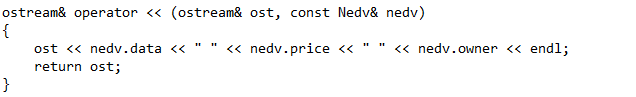 ostream& operator << (ostream& ost, const Nedv& nedv)
{
    ost << nedv.data << " " << nedv.price << " " << nedv.owner << endl;
    return ost;
}